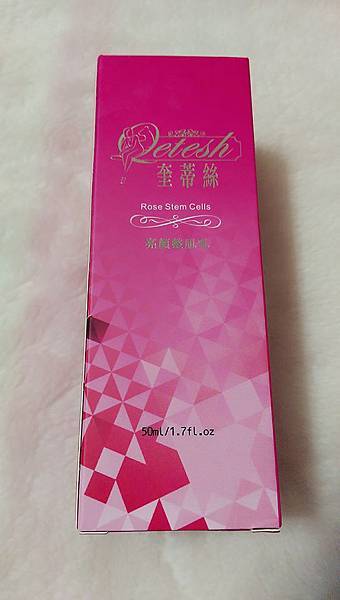 Qetesh
奎蒂絲
Rose Stem Cells
50ml/1.7fl.oz